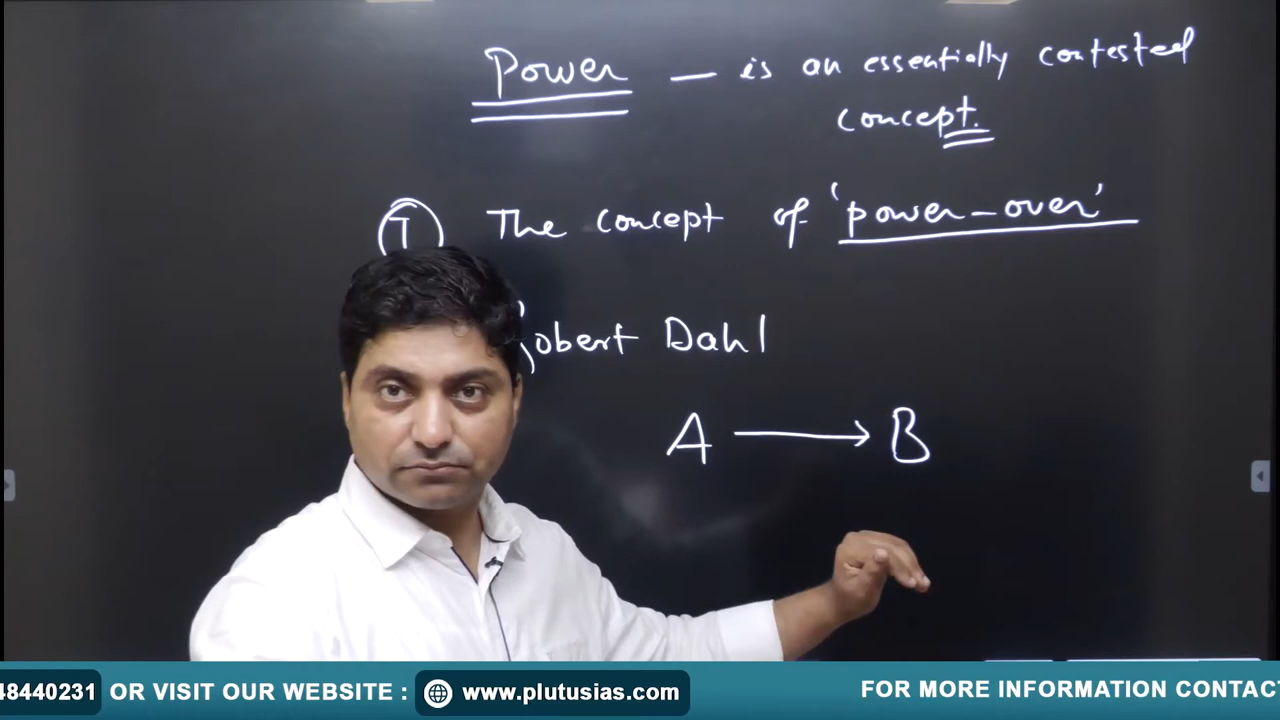 Power — is an essentially contested
concept.
I The concept of 'power-over'
Robert Dahl
A → B
48440231 OR VISIT OUR WEBSITE : www.plutusias.com FOR MORE INFORMATION CONTACT